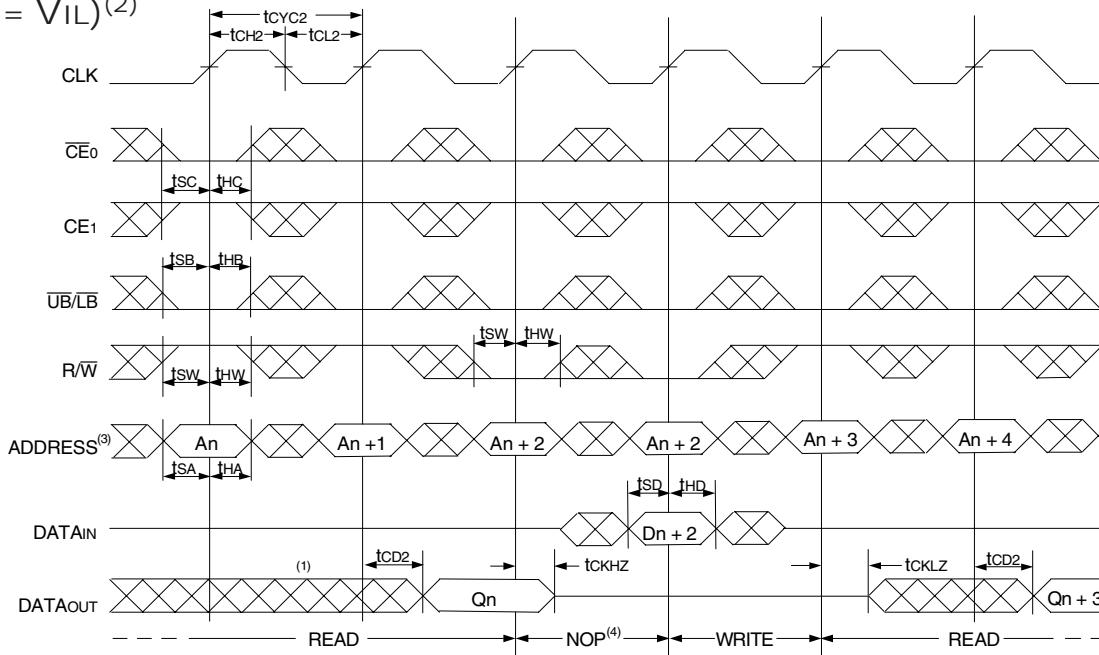 = VIL)(2)
tCYC2
tCH2 tCL2
CLK
CE0
tSC tHC
CE1
tSB tHB
UB/LB
tSW tHW
R/W
tSW tHW
ADDRESS(3) An An +1 An + 2 An + 2 An + 3 An + 4
tSA tHA
tSD tHD
DATAIN Dn + 2
tCD2 tCKHZ tCKLZ tCD2
(1)
DATAOUT Qn Qn + 3
READ NOP(4) WRITE READ